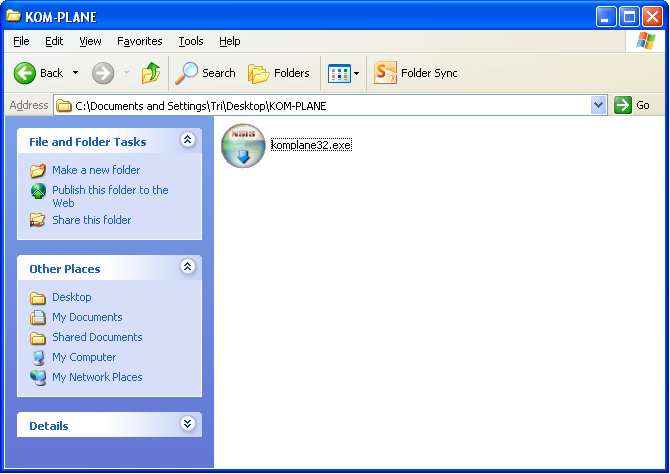 KOM-PLANE
File Edit View Favorites Tools Help
Back Search Folders Folder Sync
Address C:\Documents and Settings\Tri\Desktop\KOM-PLANE Go
File and Folder Tasks
Make a new folder
Publish this folder to the
Web
Share this folder
Other Places
Desktop
My Documents
Shared Documents
My Computer
My Network Places
Details
NSIS
komplane32.exe